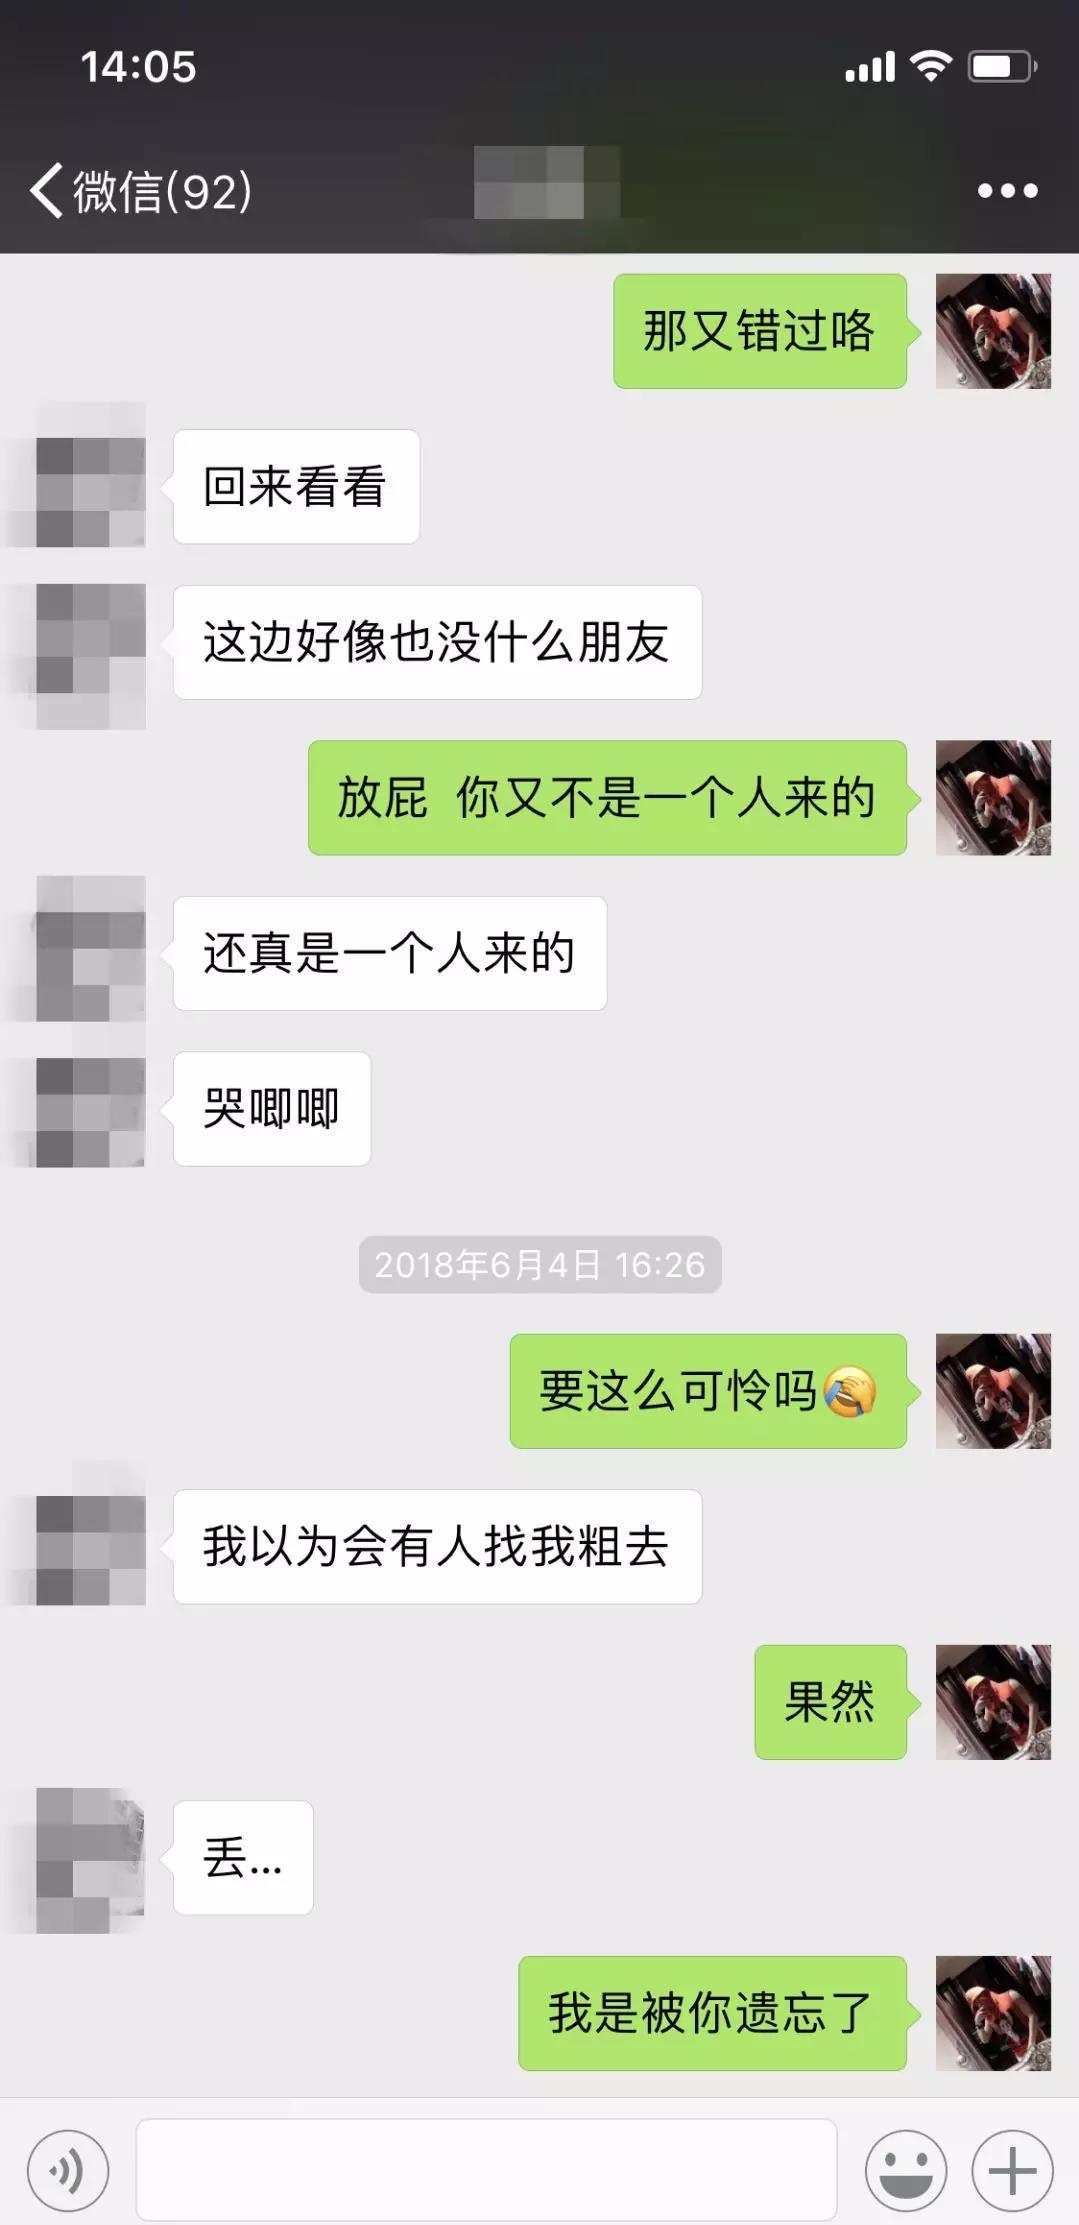 14:05
微信(92)
那又错过咯
回来看看
这边好像也没什么朋友
放屁 你又不是一个人来的
还真是一个人来的
哭唧唧
2018年6月4日 16:26
要这么可怜吗🤣
我以为会有人找我粗去
果然
丢...
我是被你遗忘了